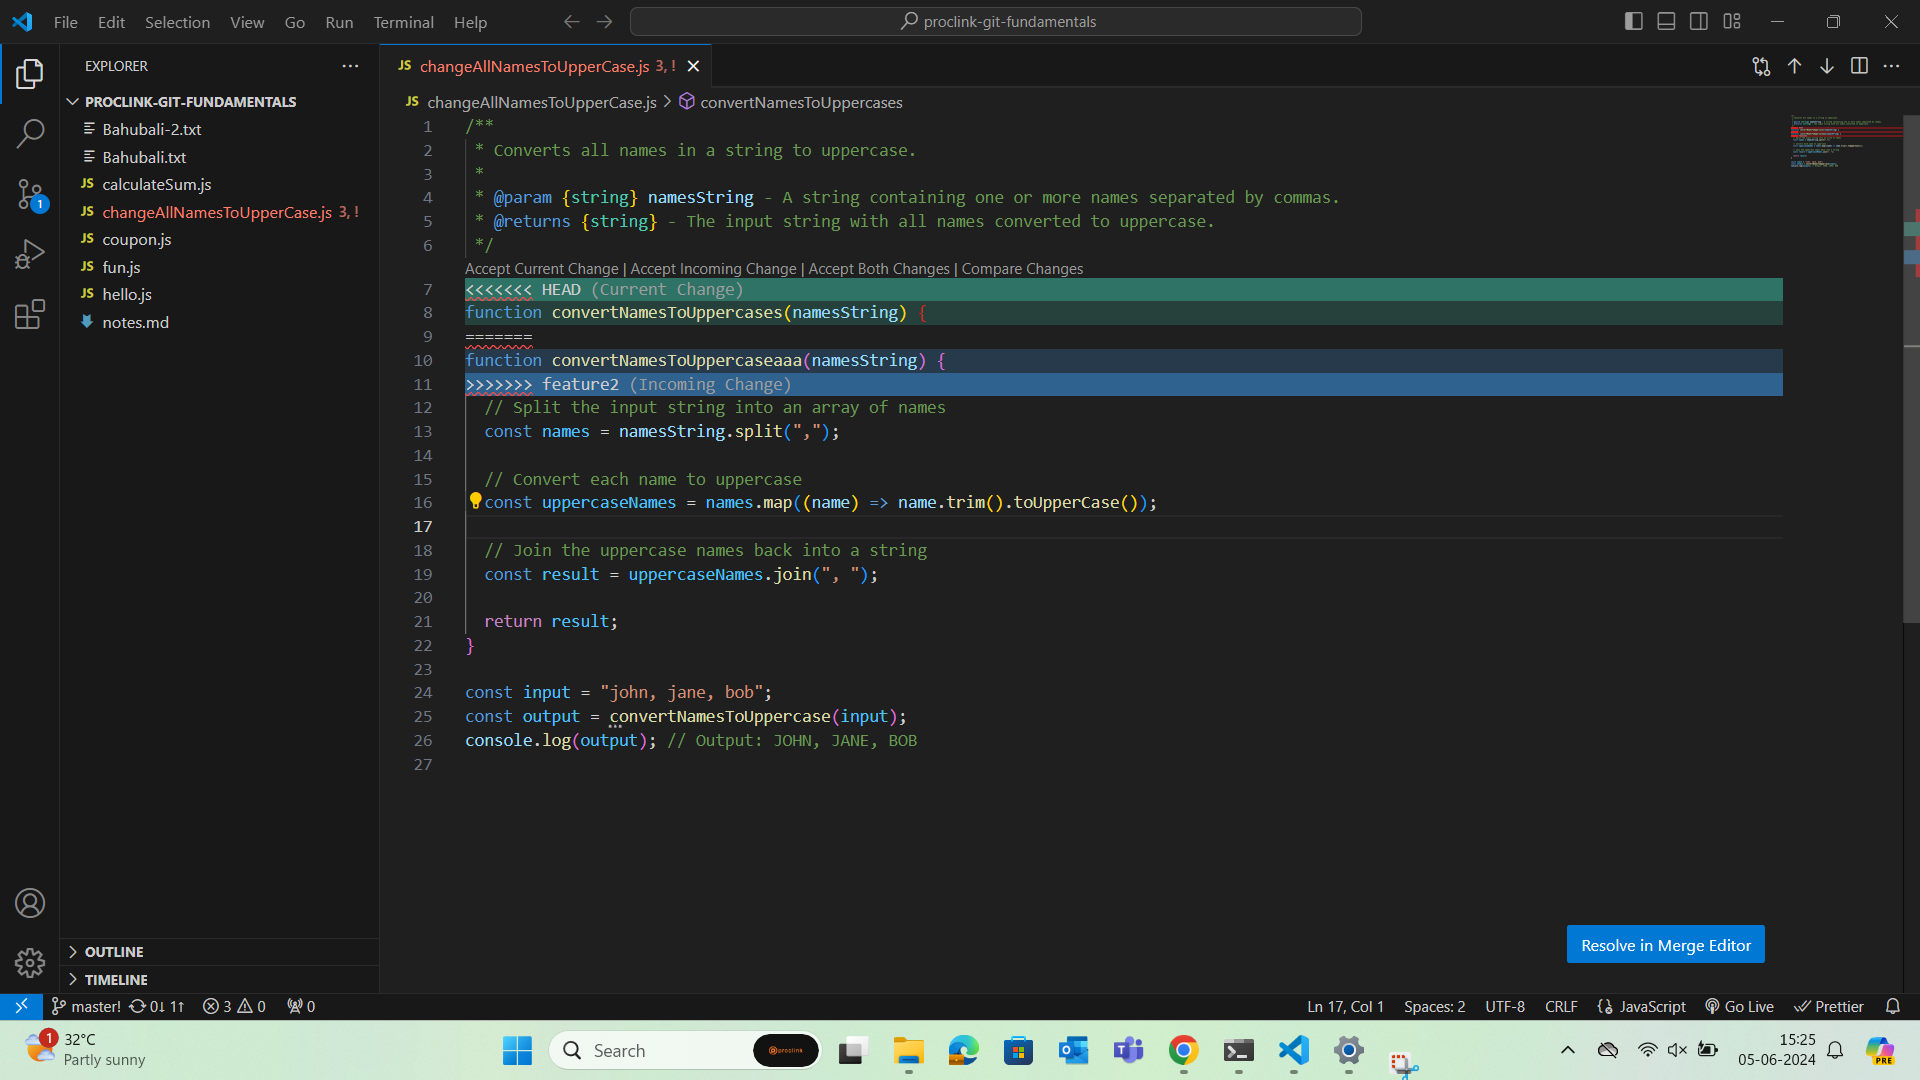 File Edit Selection View Go Run Terminal Help
proclink-git-fundamentals
EXPLORER
PROCLINK-GIT-FUNDAMENTALS
Bahubali-2.txt
Bahubali.txt
JS calculateSum.js
JS changeAllNamesToUpperCase.js 3, !
JS coupon.js
JS fun.js
JS hello.js
notes.md
1
OUTLINE
TIMELINE
JS changeAllNamesToUpperCase.js 3, !
JS changeAllNamesToUpperCase.js > convertNamesToUppercases
1 /**
2 * Converts all names in a string to uppercase.
3 *
4 * @param {string} namesString - A string containing one or more names separated by commas.
5 * @returns {string} - The input string with all names converted to uppercase.
6 */
Accept Current Change | Accept Incoming Change | Accept Both Changes | Compare Changes
7 <<<<<<< HEAD (Current Change)
8 function convertNamesToUppercases(namesString) {
9 =======
10 function convertNamesToUppercaseaaa(namesString) {
11 >>>>>>> feature2 (Incoming Change)
12 // Split the input string into an array of names
13 const names = namesString.split(",");
14
15 // Convert each name to uppercase
16 const uppercaseNames = names.map((name) => name.trim().toUpperCase());
17
18 // Join the uppercase names back into a string
19 const result = uppercaseNames.join(", ");
20
21 return result;
22 }
23
24 const input = "john, jane, bob";
25 const output = convertNamesToUppercase(input);
26 console.log(output); // Output: JOHN, JANE, BOB
27
Resolve in Merge Editor
master! 0↓ 1↑ 3 0 0 Ln 17, Col 1 Spaces: 2 UTF-8 CRLF {} JavaScript Go Live Prettier
1 32°C
Partly sunny
Search
proclink
15:25
05-06-2024
PRE